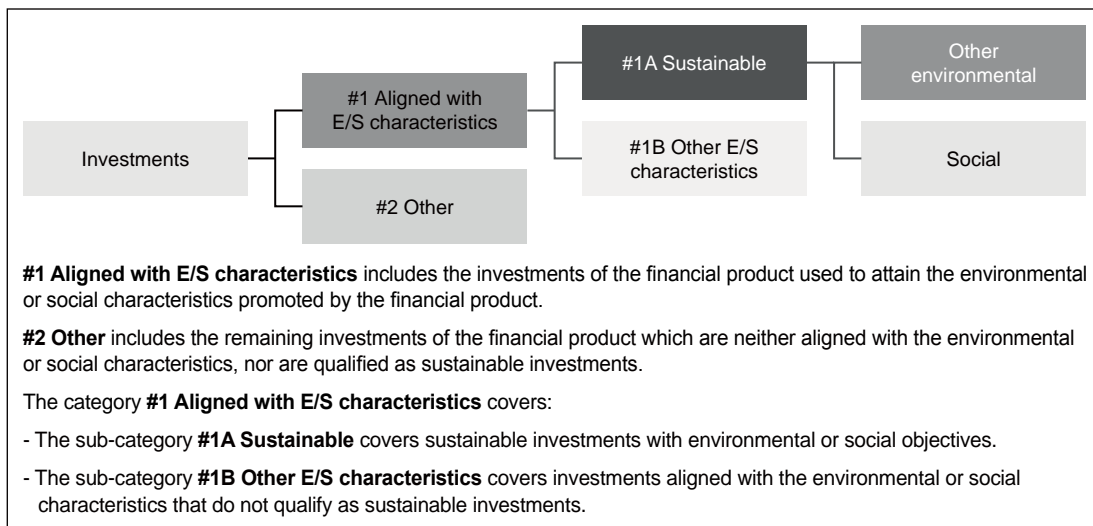 Investments
#1 Aligned with
E/S characteristics
#2 Other
#1A Sustainable
#1B Other E/S
characteristics
Other
environmental
Social
#1 Aligned with E/S characteristics includes the investments of the financial product used to attain the environmental
or social characteristics promoted by the financial product.
#2 Other includes the remaining investments of the financial product which are neither aligned with the environmental
or social characteristics, nor are qualified as sustainable investments.
The category #1 Aligned with E/S characteristics covers:
- The sub-category #1A Sustainable covers sustainable investments with environmental or social objectives.
- The sub-category #1B Other E/S characteristics covers investments aligned with the environmental or social
characteristics that do not qualify as sustainable investments.